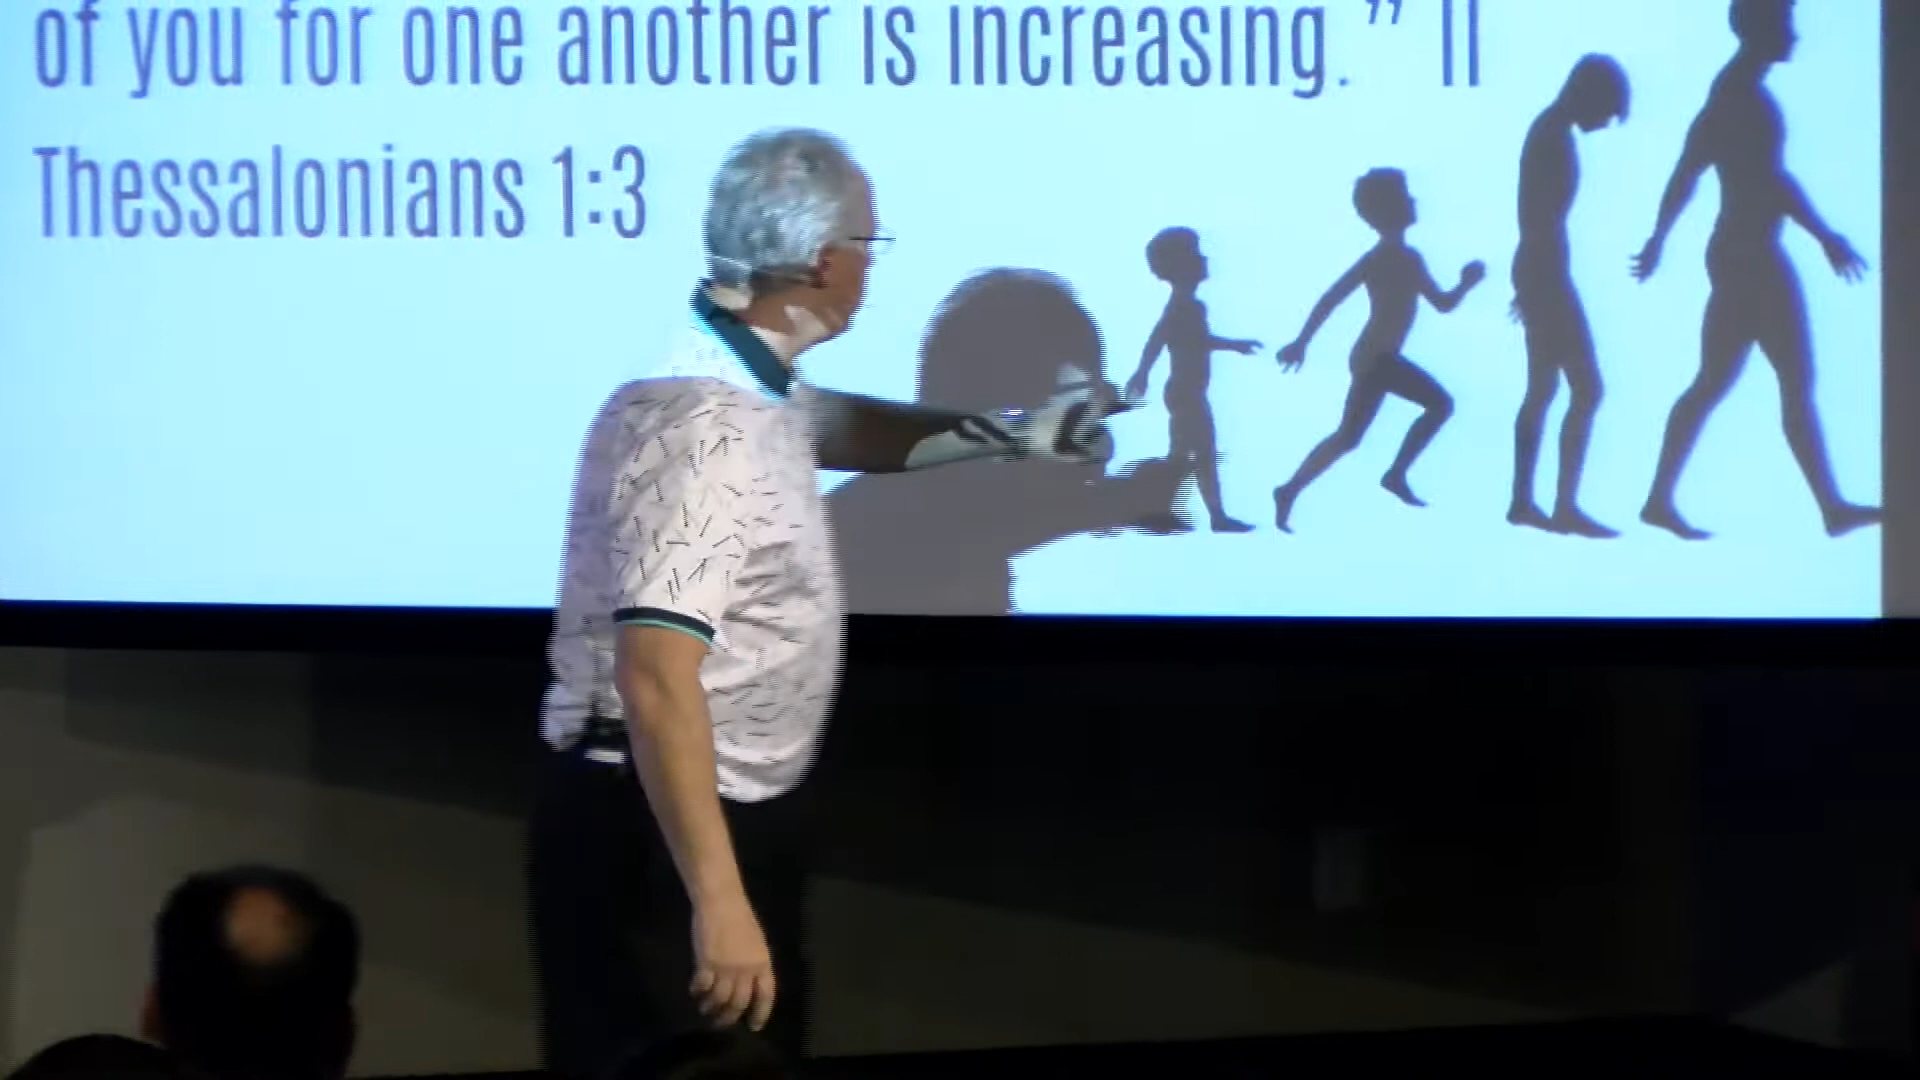 of you for one another is increasing.” II
Thessalonians 1:3